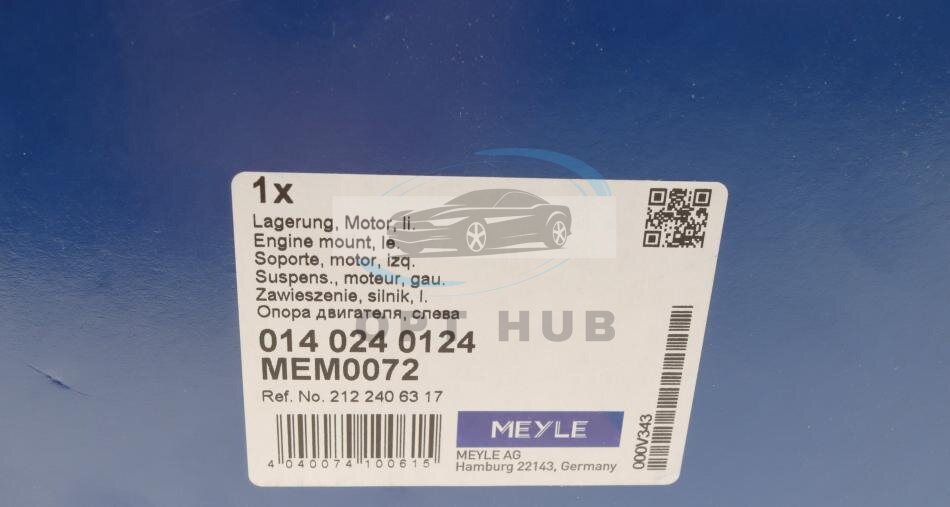 1x
Lagerung, Motor, li.
Engine mount, le.
Soporte, motor, izq.
Suspens., moteur, gau.
Zawieszenie, silnik, l.
Опора двигателя, слева
OPT HUB
014 024 0124
MEM0072
Ref. No. 212 240 63 17
4 040074 100615
MEYLE
MEYLE AG
Hamburg 22143, Germany
000V343